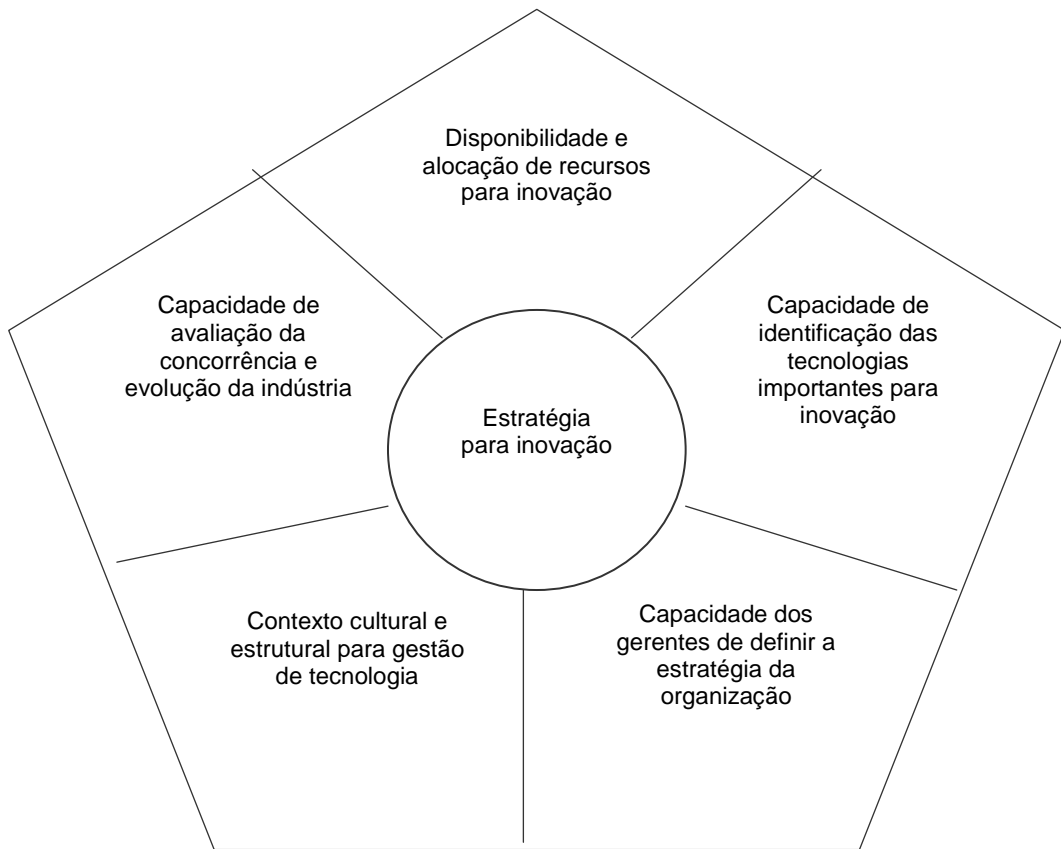 Disponibilidade e
alocação de recursos
para inovação
Capacidade de
avaliação da
concorrência e
evolução da indústria
Capacidade de
identificação das
tecnologias
importantes para
inovação
Estratégia
para inovação
Contexto cultural e
estrutural para gestão
de tecnologia
Capacidade dos
gerentes de definir a
estratégia da
organização